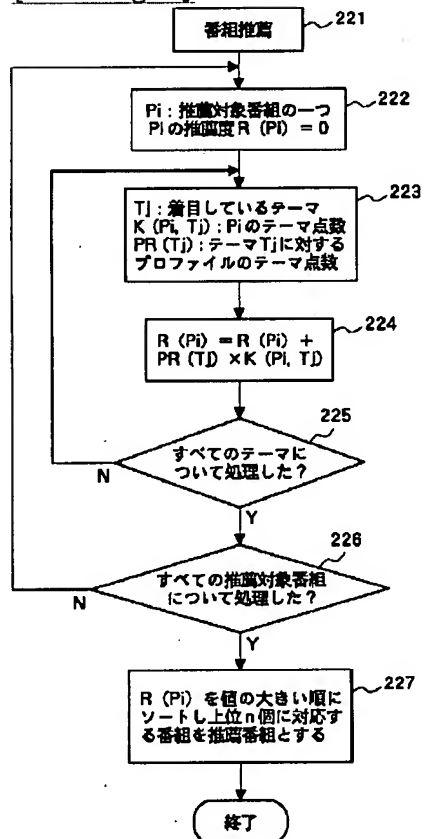 番組推薦
221
Pi：推薦対象番組の一つ
Piの推薦度R（Pi）＝0
222
Tj：着目しているテーマ
K（Pi, Tj）：Piのテーマ点数
PR（Tj）：テーマTjに対する
プロファイルのテーマ点数
223
R（Pi）＝R（Pi）＋
PR（Tj）×K（Pi, Tj）
224
すべてのテーマに
ついて処理した？
225
N
Y
すべての推薦対象番組
について処理した？
226
N
Y
R（Pi）を値の大きい順に
ソートし上位n個に対応す
る番組を推薦番組とする
227
終了